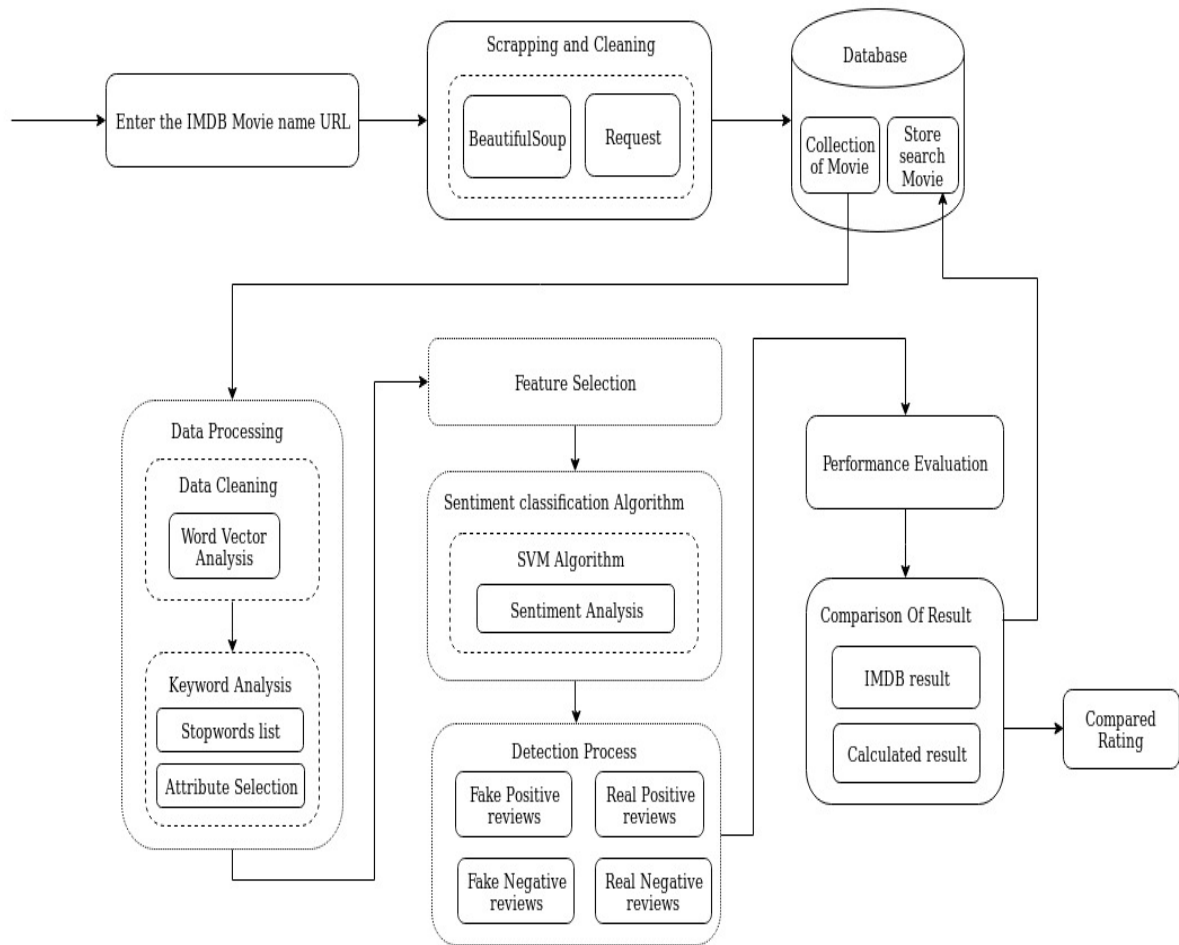 Enter the IMDB Movie name URL
Scrapping and Cleaning
BeautifulSoup
Request
Database
Collection
of Movie
Store
search
Movie
Data Processing
Data Cleaning
Word Vector
Analysis
Keyword Analysis
Stopwords list
Attribute Selection
Feature Selection
Sentiment classification Algorithm
SVM Algorithm
Sentiment Analysis
Detection Process
Fake Positive
reviews
Real Positive
reviews
Fake Negative
reviews
Real Negative
reviews
Performance Evaluation
Comparison Of Result
IMDB result
Calculated result
Compared
Rating